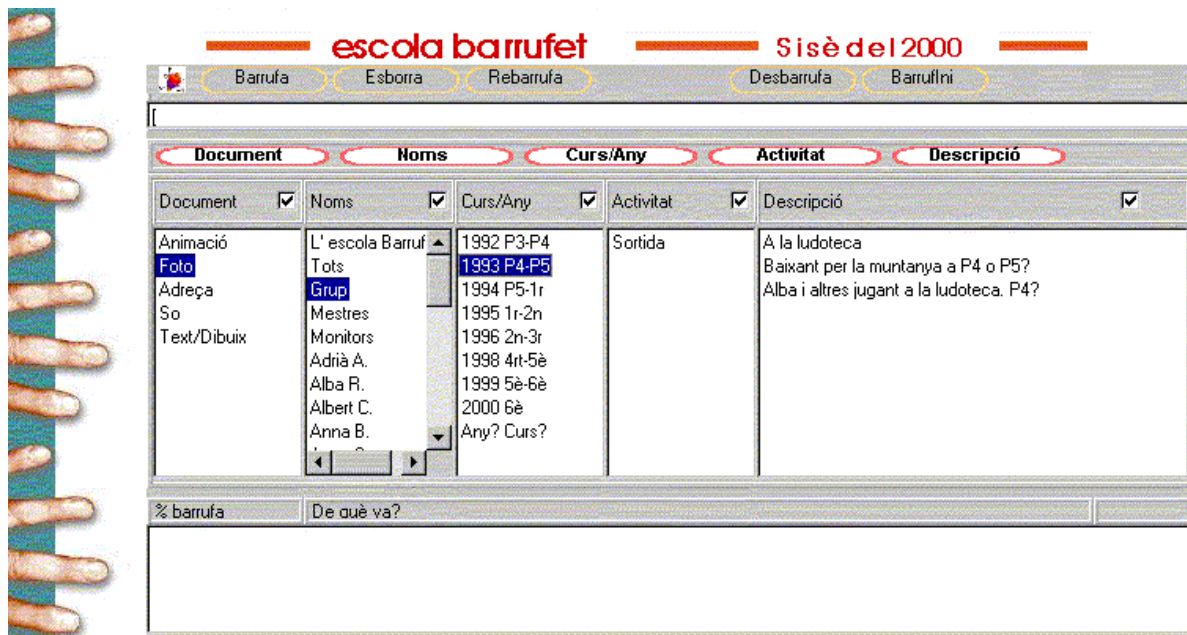 escola barrufet Sisè del 2000
Barrufa Esborra Rebarrufa Desbarrufa BarrufIni
[
Document Noms Curs/Any Activitat Descripció
Document Noms Curs/Any Activitat Descripció
Animació
Foto
Adreça
So
Text/Dibuix
L' escola Barruf
Tots
Grup
Mestres
Monitors
Adrià A.
Alba R.
Albert C.
Anna B.
1992 P3-P4
1993 P4-P5
1994 P5-1r
1995 1r-2n
1996 2n-3r
1998 4rt-5è
1999 5è-6è
2000 6è
Any? Curs?
Sortida
A la ludoteca
Baixant per la muntanya a P4 o P5?
Alba i altres jugant a la ludoteca. P4?
% barrufa De què va?